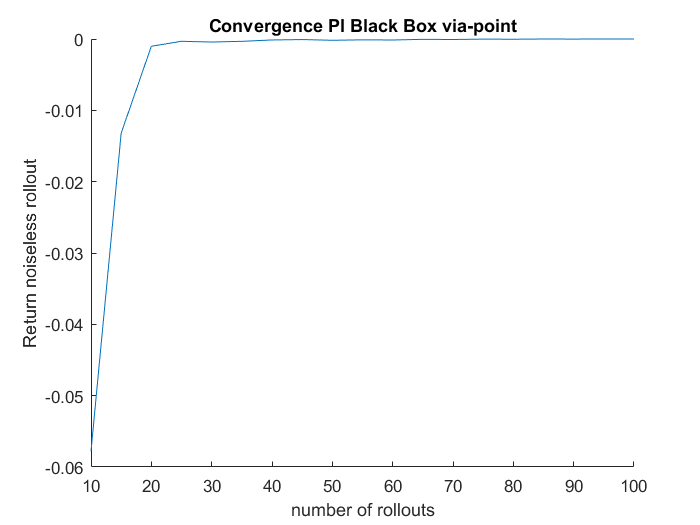 Convergence PI Black Box via-point
0
-0.01
-0.02
-0.03
-0.04
-0.05
-0.06
Return noiseless rollout
10 20 30 40 50 60 70 80 90 100
number of rollouts